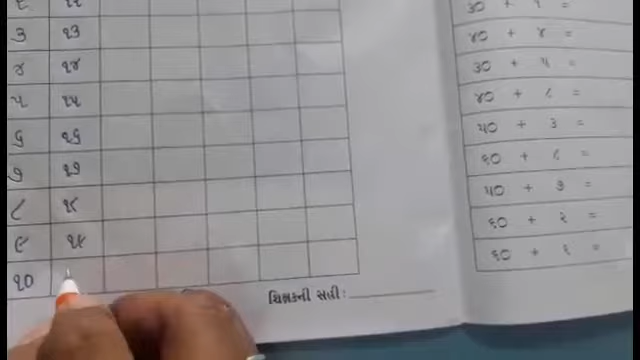 ૩ ૧૩
૪ ૧૪
૫ ૧૫
૬ ૧૬
૭ ૧૭
૮ ૧૮
૯ ૧૯
૧૦
શિક્ષકની સહી :
૪૦ + ૪ =
૩૦ + ૫ =
૪૦ + ૮ =
૫૦ + ૩ =
૬૦ + ૮ =
૫૦ + ૭ =
૬૦ + ૨ =
૬૦ + ૧ =